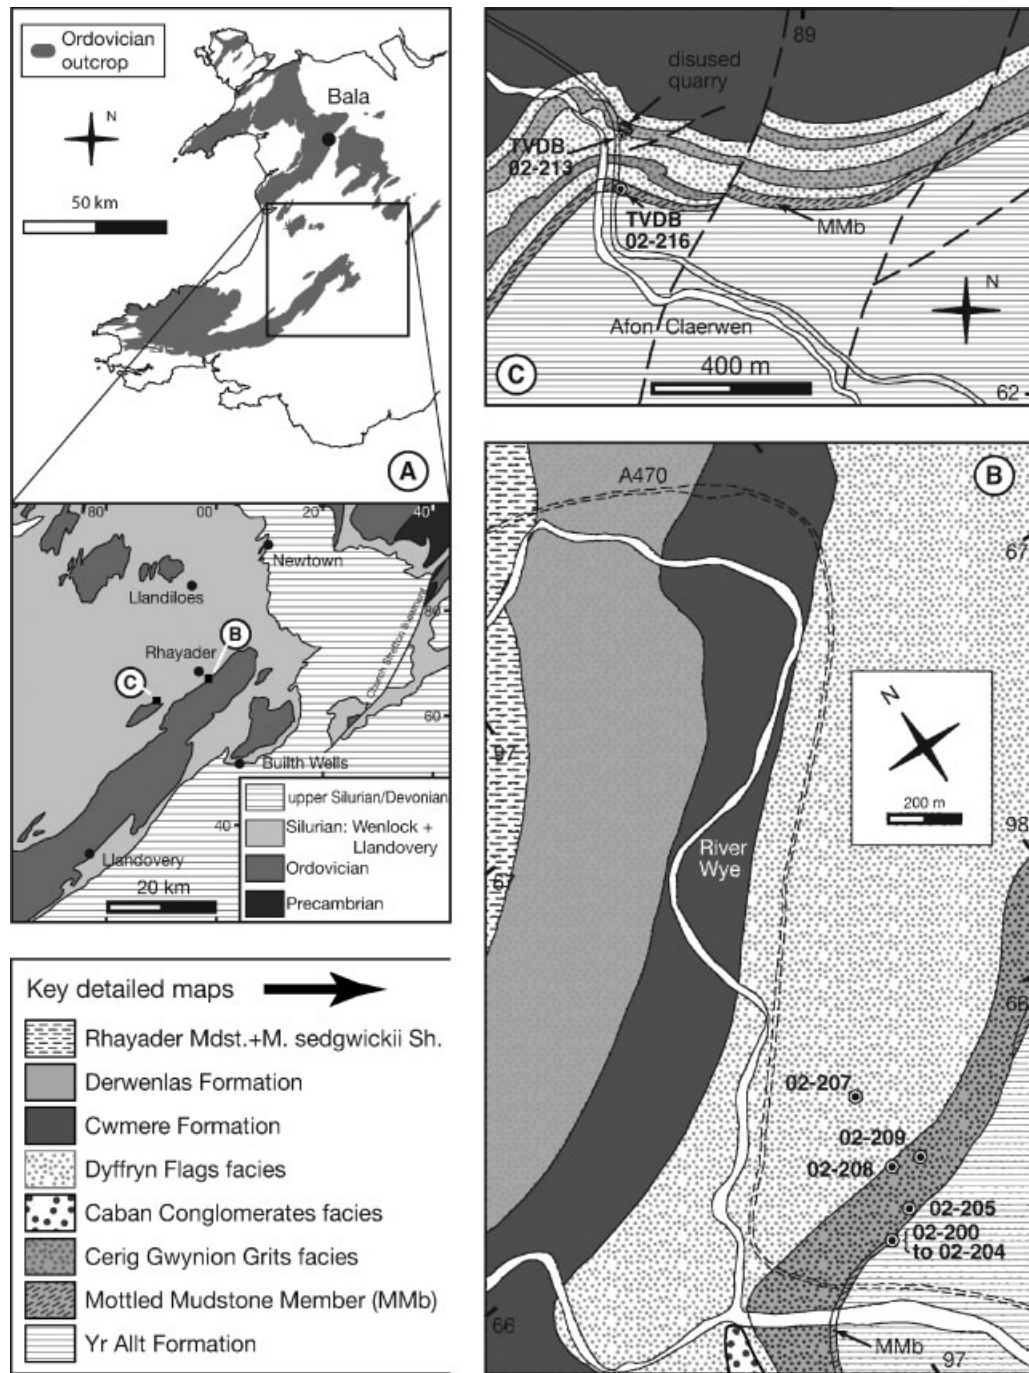 Ordovician
outcrop
N
Bala
50 km
A
80
00
20
40
Newtown
Llandiloes
80
B
Rhayader
C
60
Builth Wells
Church Stretton Basement
upper Silurian/Devonian
40
Silurian: Wenlock +
Llandovery
Llandovery
Ordovician
20 km
Precambrian
Key detailed maps
Rhayader Mdst.+M. sedgwickii Sh.
Derwenlas Formation
Cwmere Formation
Dyffryn Flags facies
Caban Conglomerates facies
Cerig Gwynion Grits facies
Mottled Mudstone Member (MMb)
Yr Allt Formation
89
disused
quarry
TVDB
02-213
TVDB
02-216
MMb
N
Afon Claerwen
C
400 m
62
B
A470
67
N
97
200 m
98
River
Wye
67
66
02-207
02-209
02-208
02-205
02-200
to 02-204
66
MMb
97